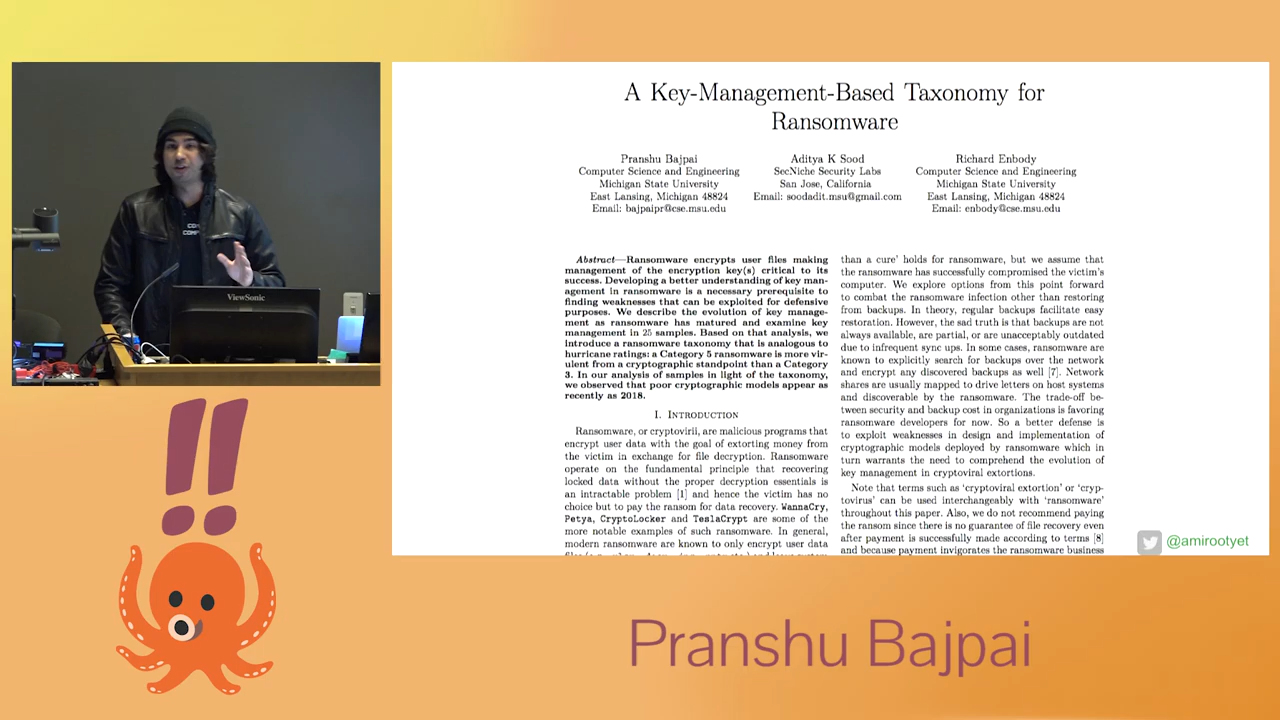 ViewSonic
!!
A Key-Management-Based Taxonomy for
Ransomware
Pranshu Bajpai
Computer Science and Engineering
Michigan State University
East Lansing, Michigan 48824
Email: bajpaipr@cse.msu.edu
Aditya K Sood
SecNiche Security Labs
San Jose, California
Email: soodadit.msu@gmail.com
Richard Enbody
Computer Science and Engineering
Michigan State University
East Lansing, Michigan 48824
Email: enbody@cse.msu.edu
Abstract—Ransomware encrypts user files making
management of the encryption key(s) critical to its
success. Developing a better understanding of key man-
agement in ransomware is a necessary prerequisite to
finding weaknesses that can be exploited for defensive
purposes. We describe the evolution of key manage-
ment as ransomware has matured and examine key
management in 25 samples. Based on that analysis, we
introduce a ransomware taxonomy that is analogous to
hurricane ratings: a Category 5 ransomware is more vir-
ulent from a cryptographic standpoint than a Category
3. In our analysis of samples in light of the taxonomy,
we observed that poor cryptographic models appear as
recently as 2018.
I. Introduction
Ransomware, or cryptovirii, are malicious programs that
encrypt user data with the goal of extorting money from
the victim in exchange for file decryption. Ransomware
operate on the fundamental principle that recovering
locked data without the proper decryption essentials is
an intractable problem [1] and hence the victim has no
choice but to pay the ransom for data recovery. WannaCry,
Petya, CryptoLocker and TeslaCrypt are some of the
more notable examples of such ransomware. In general,
modern ransomware are known to only encrypt user data
than a cure' holds for ransomware, but we assume that
the ransomware has successfully compromised the victim's
computer. We explore options from this point forward
to combat the ransomware infection other than restoring
from backups. In theory, regular backups facilitate easy
restoration. However, the sad truth is that backups are not
always available, are partial, or are unacceptably outdated
due to infrequent sync ups. In some cases, ransomware are
known to explicitly search for backups over the network
and encrypt any discovered backups as well [7]. Network
shares are usually mapped to drive letters on host systems
and discoverable by the ransomware. The trade-off be-
tween security and backup cost in organizations is favoring
ransomware developers for now. So a better defense is
to exploit weaknesses in design and implementation of
cryptographic models deployed by ransomware which in
turn warrants the need to comprehend the evolution of
key management in cryptoviral extortions.
Note that terms such as 'cryptoviral extortion' or 'cryp-
tovirus' can be used interchangeably with 'ransomware'
throughout this paper. Also, we do not recommend paying
the ransom since there is no guarantee of file recovery even
after payment is successfully made according to terms [8]
and because payment invigorates the ransomware business
@amirootyet
Pranshu Bajpai